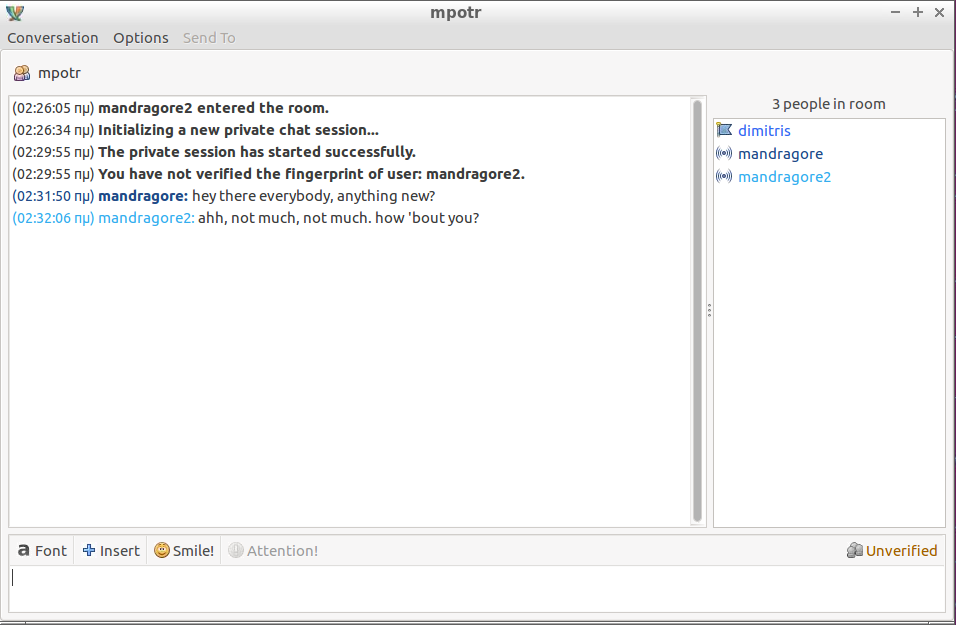 mpotr
Conversation Options Send To
mpotr
(02:26:05 πμ) mandragore2 entered the room.
(02:26:34 πμ) Initializing a new private chat session...
(02:29:55 πμ) The private session has started successfully.
(02:29:55 πμ) You have not verified the fingerprint of user: mandragore2.
(02:31:50 πμ) mandragore: hey there everybody, anything new?
(02:32:06 πμ) mandragore2: ahh, not much, not much. how 'bout you?
3 people in room
dimitris
mandragore
mandragore2
a Font Insert Smile! Attention! Unverified